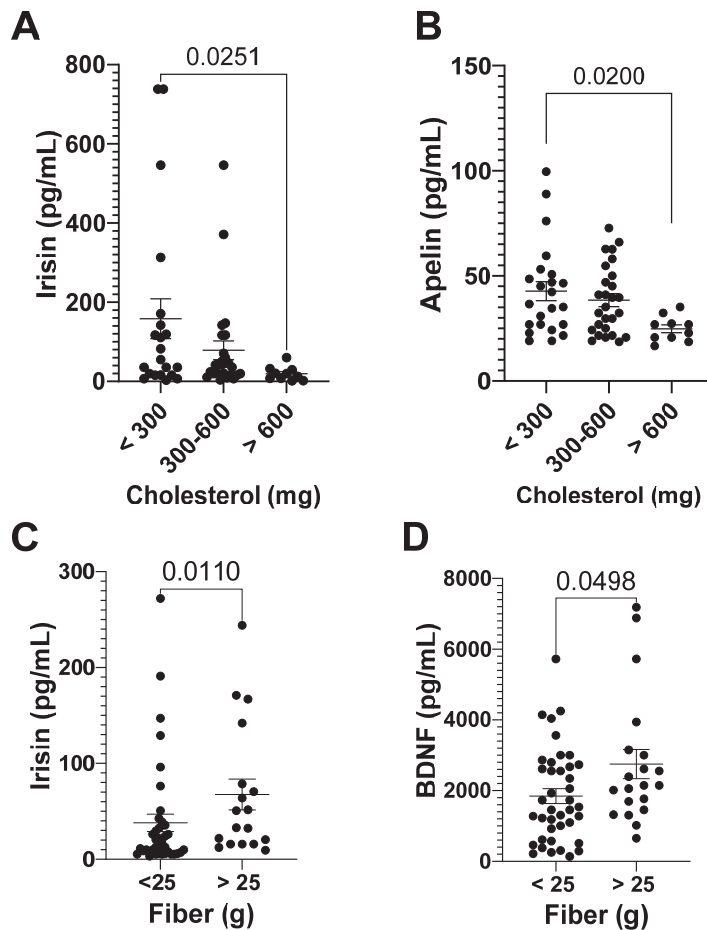 A
0.0251
Irisin (pg/mL)
800
600
400
200
0
< 300
300-600
> 600
Cholesterol (mg)
B
0.0200
Apelin (pg/mL)
150
100
50
0
< 300
300-600
> 600
Cholesterol (mg)
C
0.0110
Irisin (pg/mL)
300
200
100
0
<25
> 25
Fiber (g)
D
0.0498
BDNF (pg/mL)
8000
6000
4000
2000
0
< 25
> 25
Fiber (g)